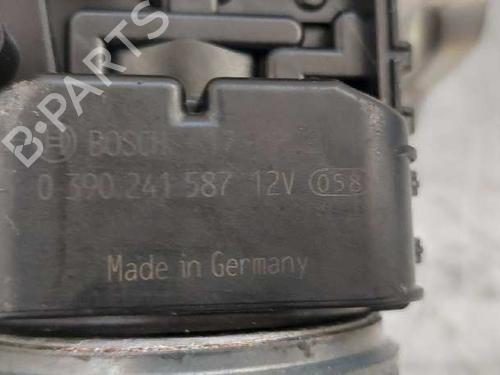 B-PARTS
BOSCH
0 390 241 587 12V 058
Made in Germany